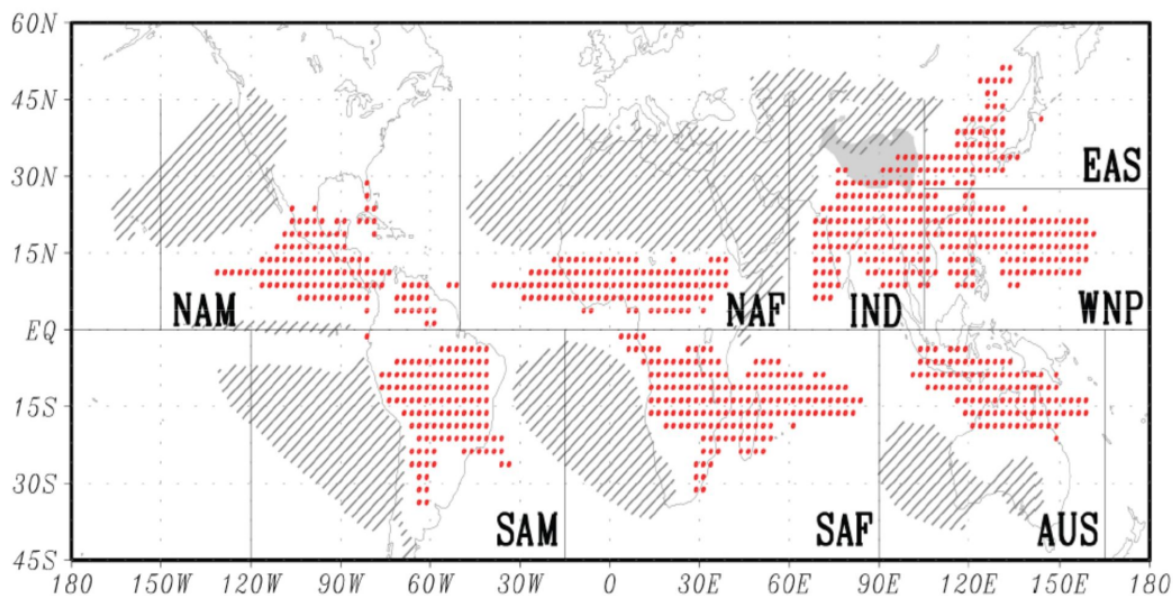 60N
45N
30N
EAS
15N
NAM
NAF
IND
WNP
EQ
15S
30S
SAM
SAF
AUS
45S
180 150W 120W 90W 60W 30W 0 30E 60E 90E 120E 150E 180